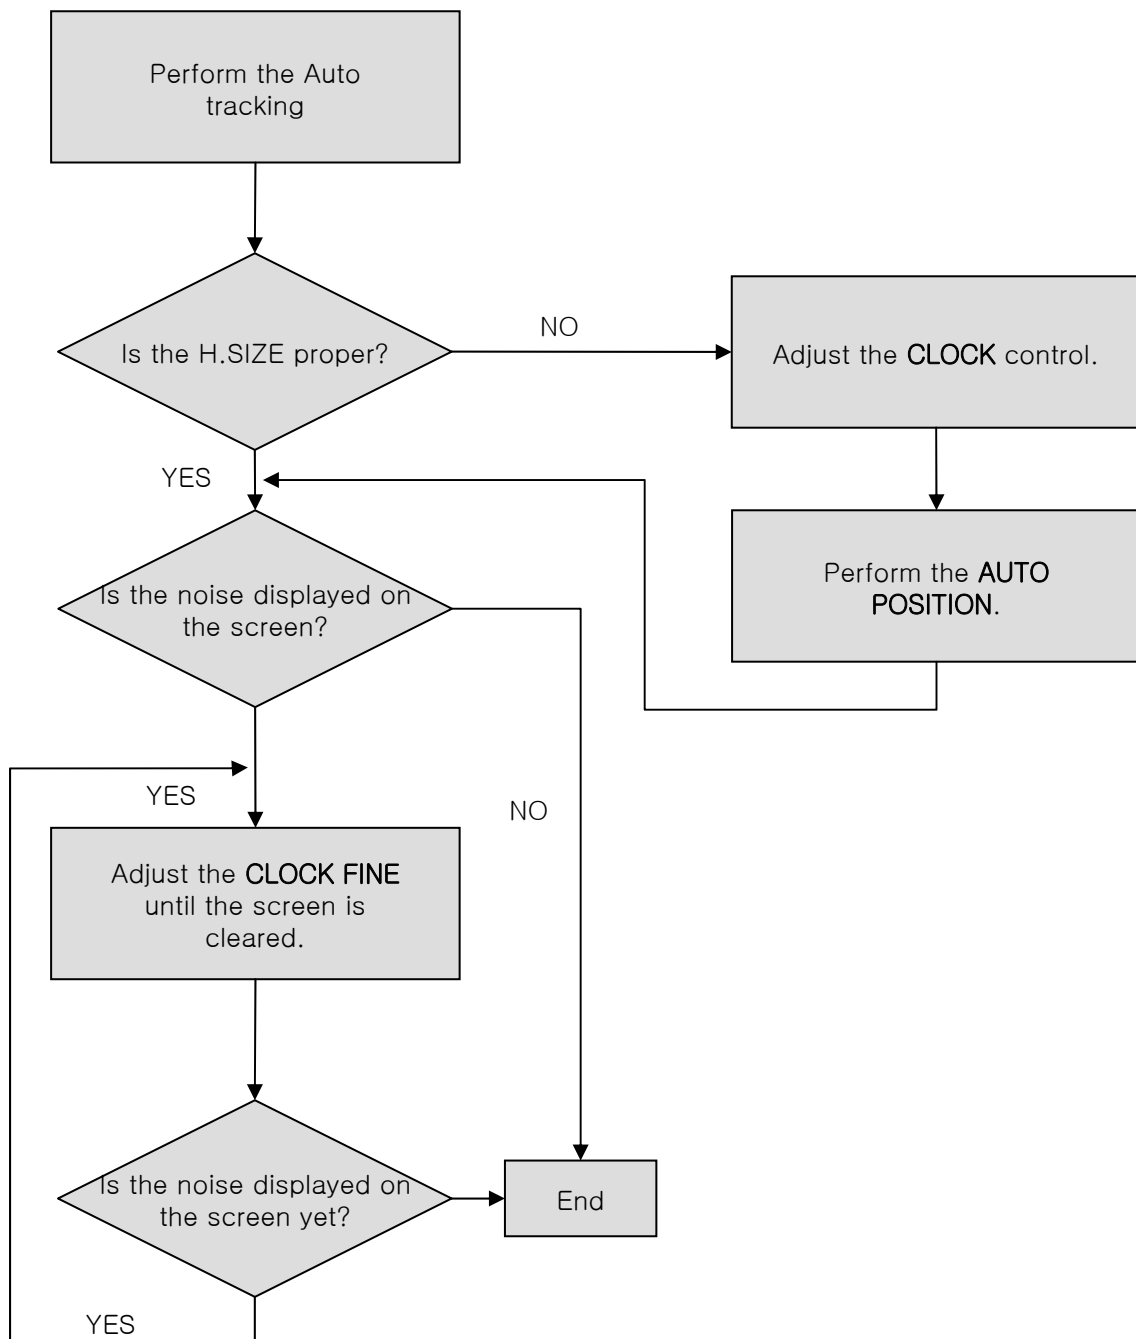 Perform the Auto
tracking
Is the H.SIZE proper?
NO
Adjust the CLOCK control.
YES
Perform the AUTO
POSITION.
Is the noise displayed on
the screen?
YES
NO
Adjust the CLOCK FINE
until the screen is
cleared.
Is the noise displayed on
the screen yet?
End
YES